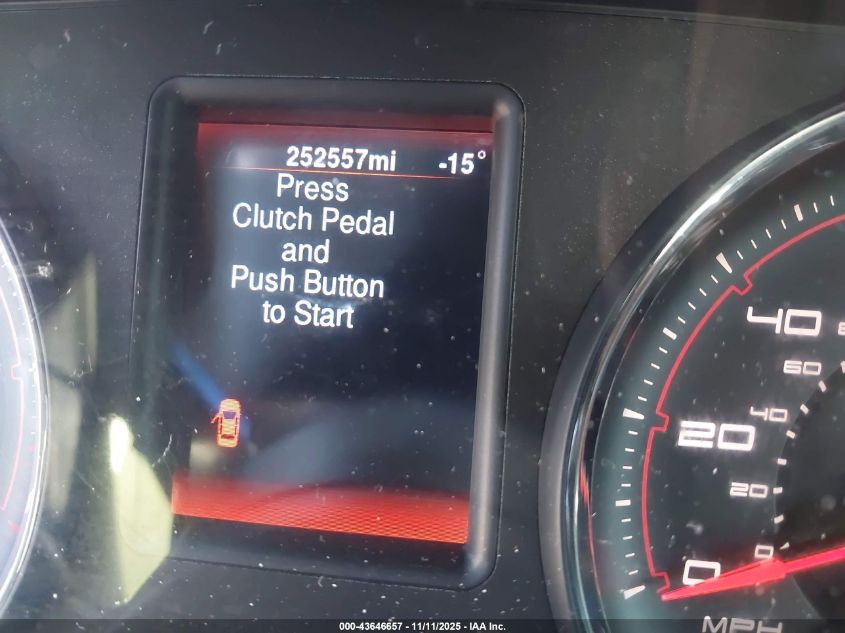 252557mi -15°
Press
Clutch Pedal
and
Push Button
to Start
40
60
40
20
20
0
0
MPH
000-43646657 - 11/11/2025 - IAA Inc.